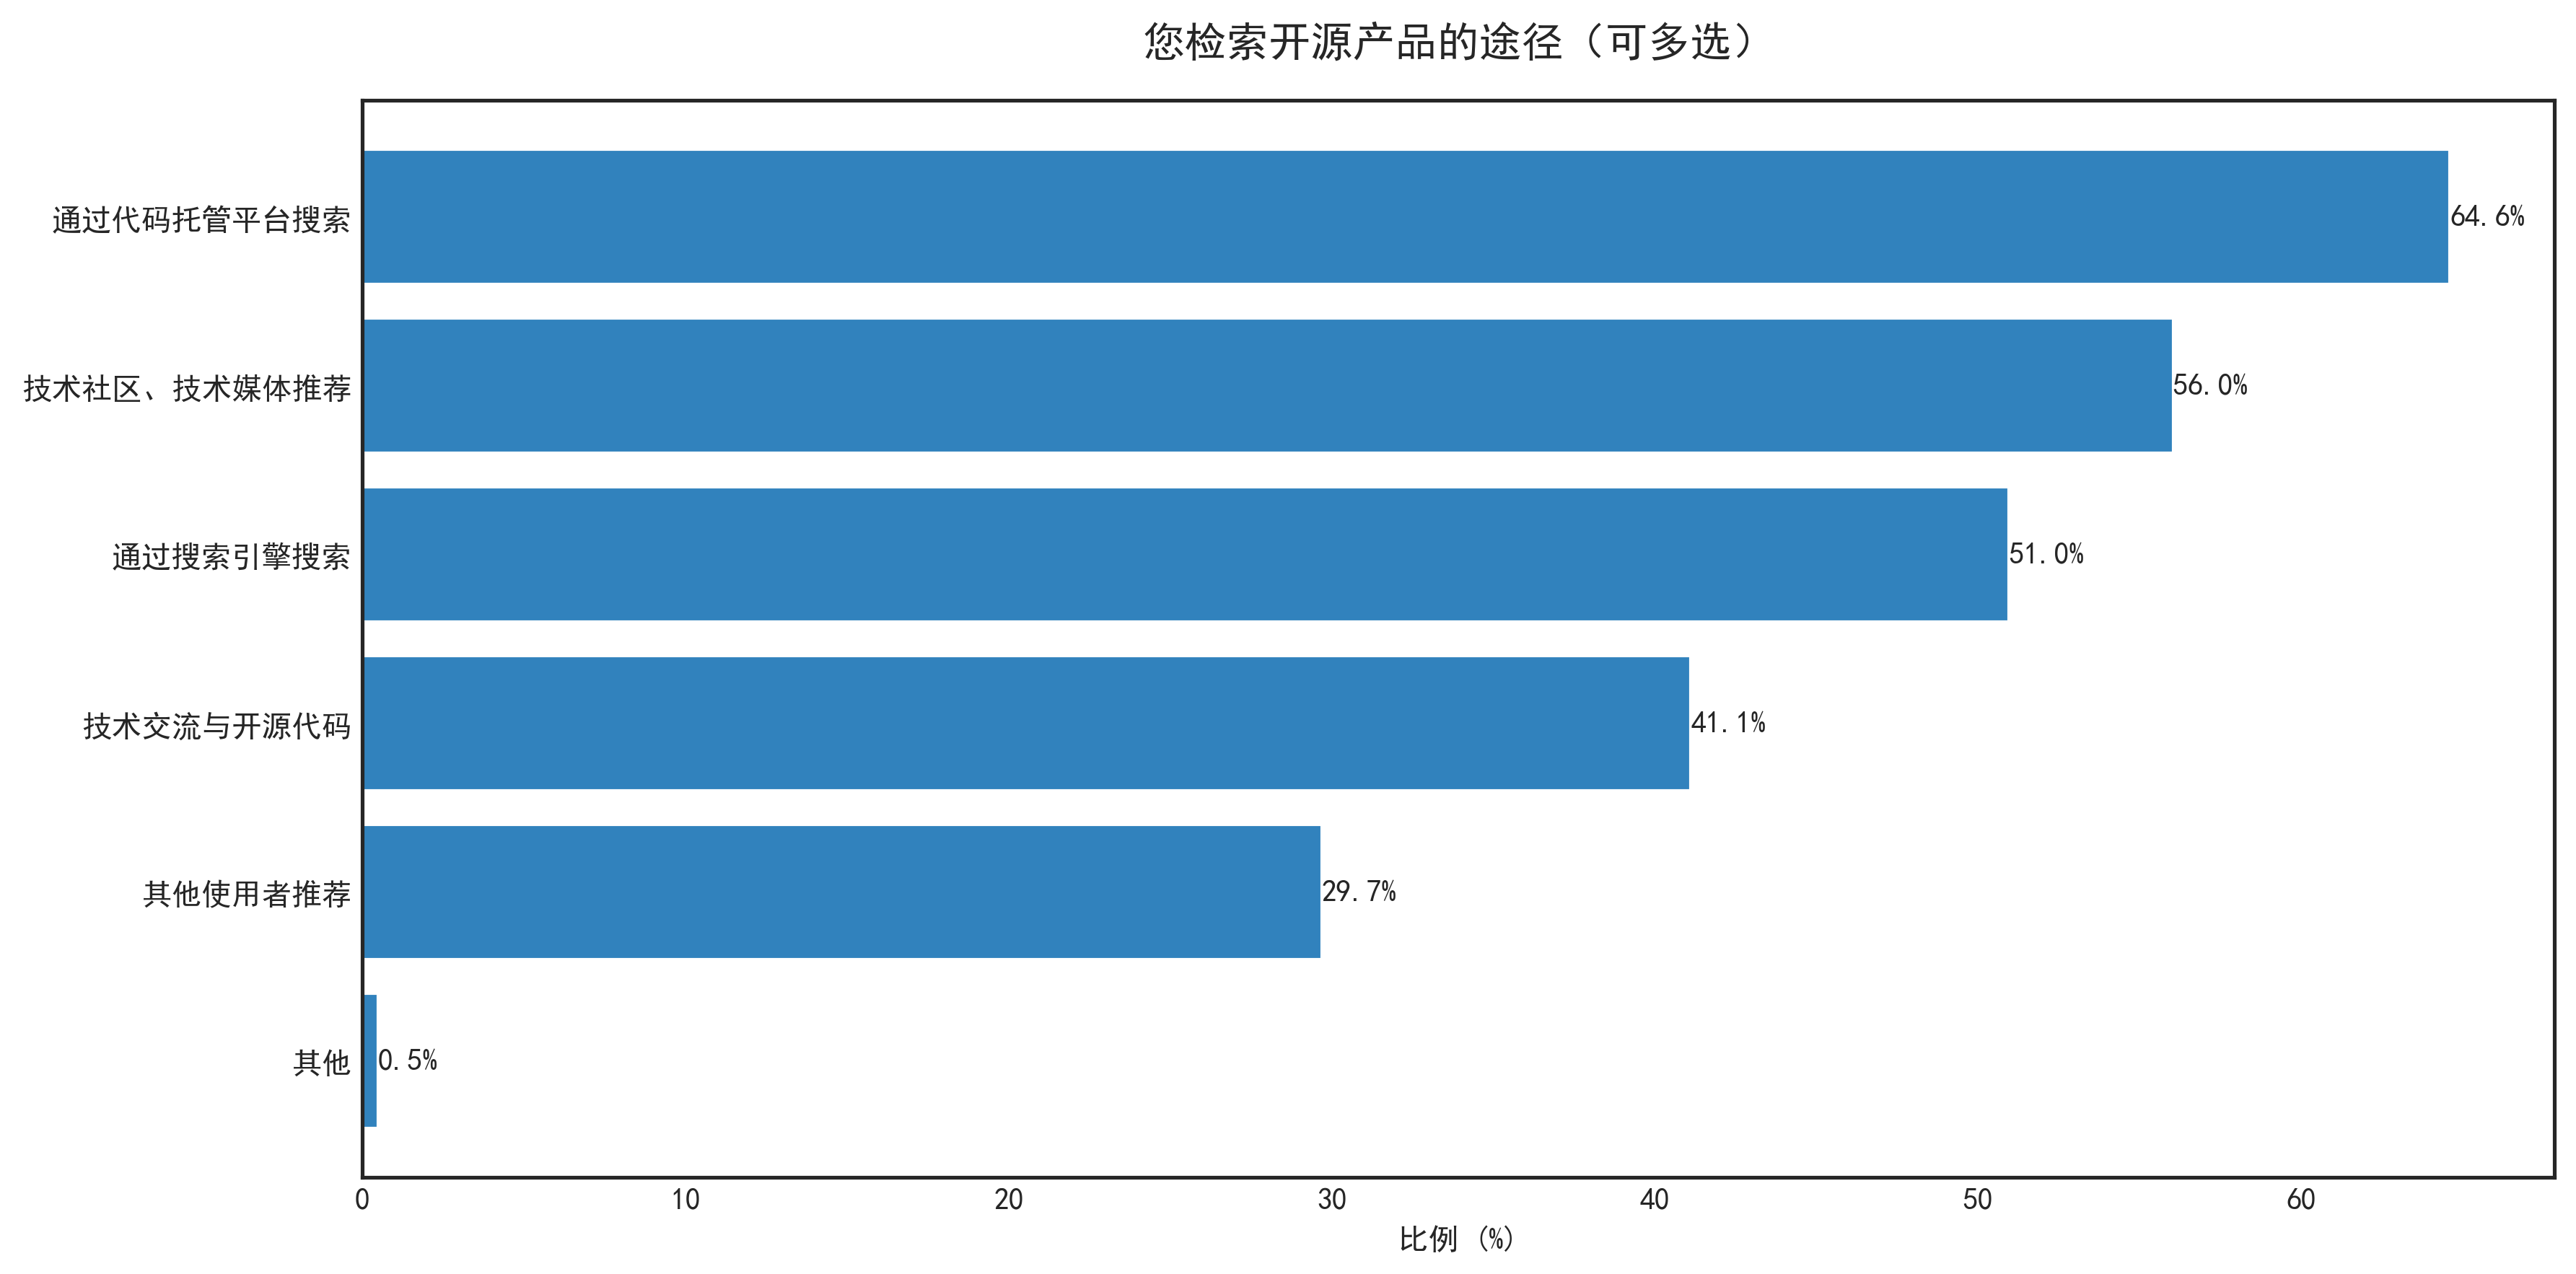 您检索开源产品的途径（可多选）
通过代码托管平台搜索
64.6%
技术社区、技术媒体推荐
56.0%
通过搜索引擎搜索
51.0%
技术交流与开源代码
41.1%
其他使用者推荐
29.7%
其他
0.5%
0 10 20 30 40 50 60
比例 (%)